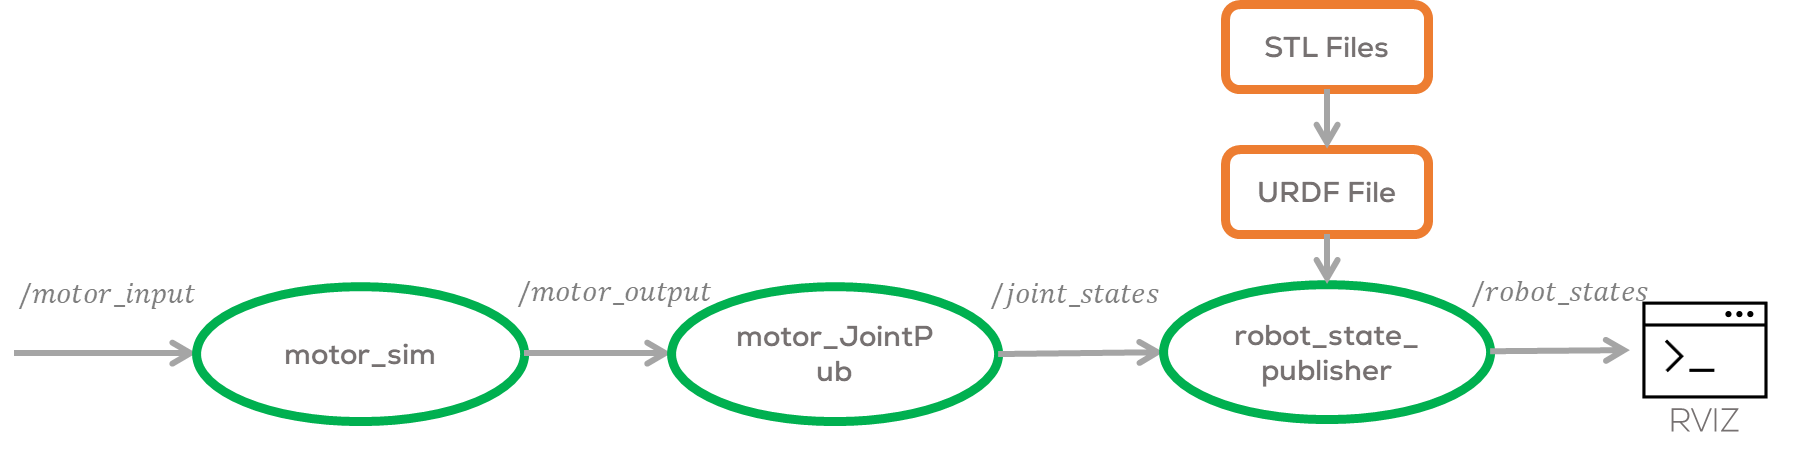 STL Files
URDF File
/motor_input
/motor_output
/joint_states
/robot_states
motor_sim
motor_JointP
ub
robot_state_
publisher
>_
RVIZ